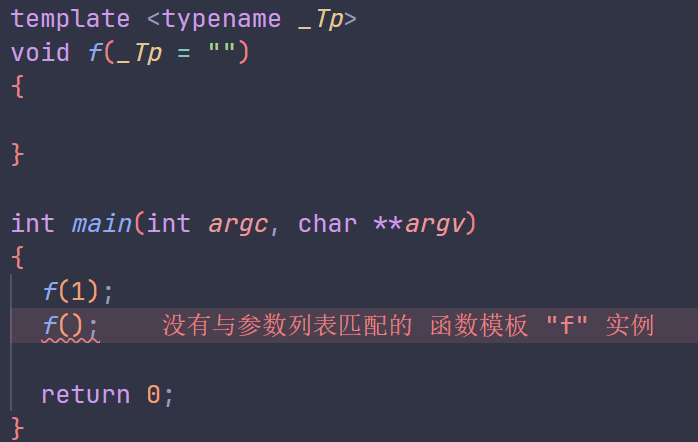 template <typename _Tp>
void f(_Tp = "")
{
}
int main(int argc, char **argv)
{
f(1);
f(); 没有与参数列表匹配的 函数模板 "f" 实例
return 0;
}